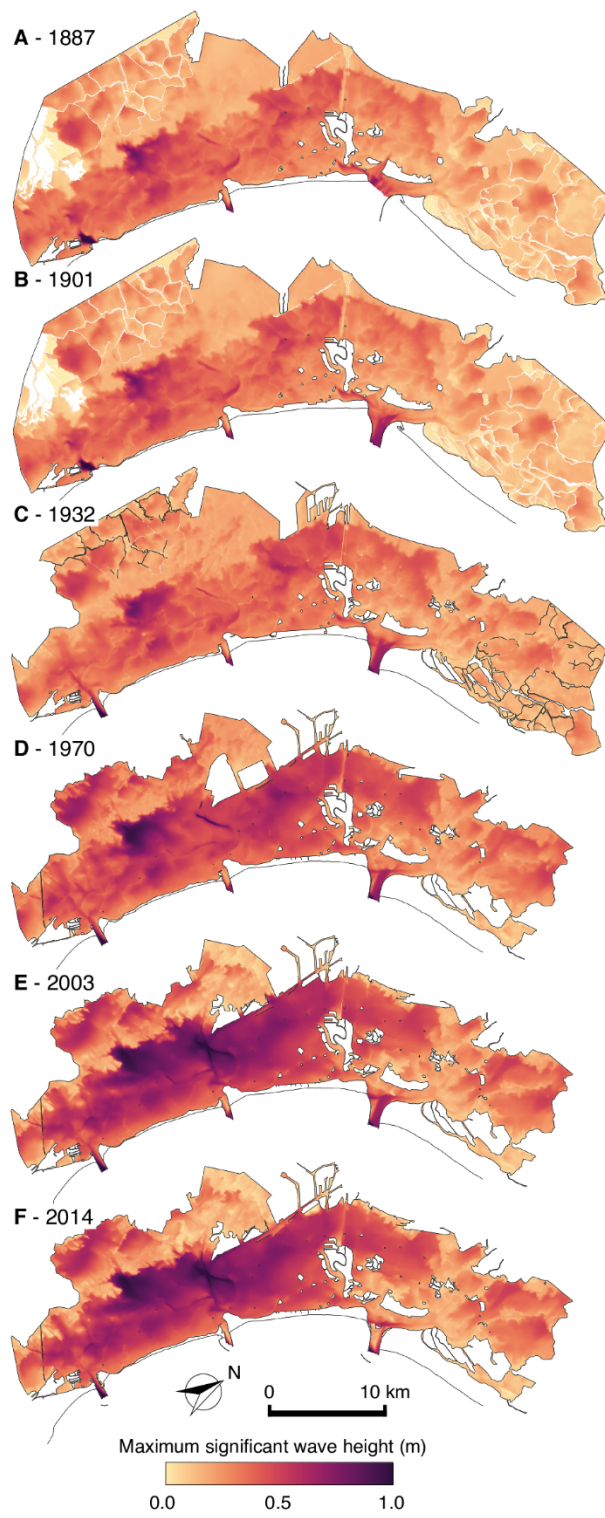 A - 1887
B - 1901
C - 1932
D - 1970
E - 2003
F - 2014
N
0 10 km
Maximum significant wave height (m)
0.0 0.5 1.0